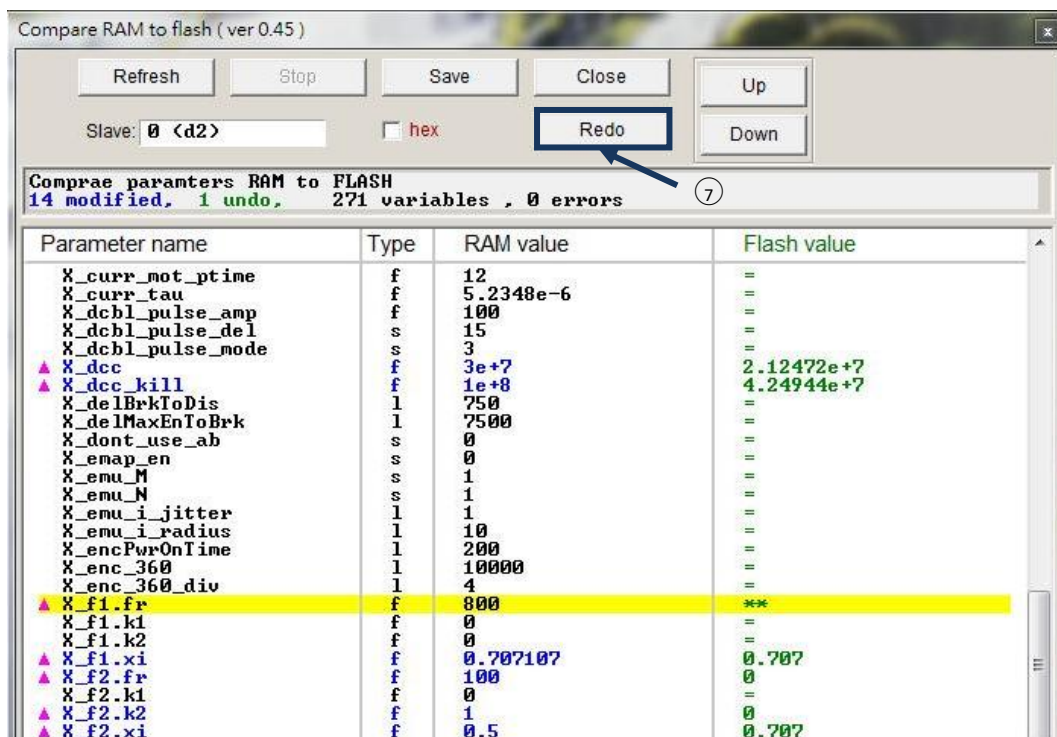 Compare RAM to flash ( ver 0.45 )
Refresh Stop Save Close Up
Slave: 0 (d2) hex Redo Down
Comprae paramters RAM to FLASH
14 modified, 1 undo, 271 variables , 0 errors
⑦
Parameter name Type RAM value Flash value
X_curr_mot_ptime f 12 =
X_curr_tau f 5.2348e-6 =
X_dcbl_pulse_amp f 100 =
X_dcbl_pulse_del s 15 =
X_dcbl_pulse_mode s 3 =
▲ X_dcc f 3e+7 2.12472e+7
▲ X_dcc_kill f 1e+8 4.24944e+7
X_delBrkToDis l 750 =
X_delMaxEnToBrk l 7500 =
X_dont_use_ab s 0 =
X_emap_en s 0 =
X_emu_M s 1 =
X_emu_N s 1 =
X_emu_i_jitter l 1 =
X_emu_i_radius l 10 =
X_encPwrOnTime l 200 =
X_enc_360 l 10000 =
X_enc_360_div l 4 =
▲ X_f1.fr f 800 **
X_f1.k1 f 0 =
X_f1.k2 f 0 =
▲ X_f1.xi f 0.707107 0.707
▲ X_f2.fr f 100 0
X_f2.k1 f 0 =
▲ X_f2.k2 f 1 0
▲ X_f2.xi f 0.5 0.707